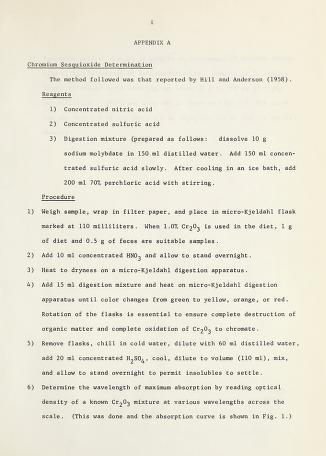 i
APPENDIX A
Chromium Sesquioxide Determination
The method followed was that reported by Hill and Anderson (1958).
Reagents
1) Concentrated nitric acid
2) Concentrated sulfuric acid
3) Digestion mixture (prepared as follows: dissolve 10 g
sodium molybdate in 150 ml distilled water. Add 150 ml concen-
trated sulfuric acid slowly. After cooling in an ice bath, add
200 ml 70% perchloric acid with stirring.
Procedure
1) Weigh sample, wrap in filter paper, and place in micro-Kjeldahl flask
marked at 110 milliliters. When 1.0% Cr2O3 is used in the diet, 1 g
of diet and 0.5 g of feces are suitable samples.
2) Add 10 ml concentrated HNO3 and allow to stand overnight.
3) Heat to dryness on a micro-Kjeldahl digestion apparatus.
4) Add 15 ml digestion mixture and heat on micro-Kjeldahl digestion
apparatus until color changes from green to yellow, orange, or red.
Rotation of the flasks is essential to ensure complete destruction of
organic matter and complete oxidation of Cr2O3 to chromate.
5) Remove flasks, chill in cold water, dilute with 60 ml distilled water,
add 20 ml concentrated H2SO4, cool, dilute to volume (110 ml), mix,
and allow to stand overnight to permit insolubles to settle.
6) Determine the wavelength of maximum absorption by reading optical
density of a known Cr2O3 mixture at various wavelengths across the
scale. (This was done and the absorption curve is shown in Fig. 1.)